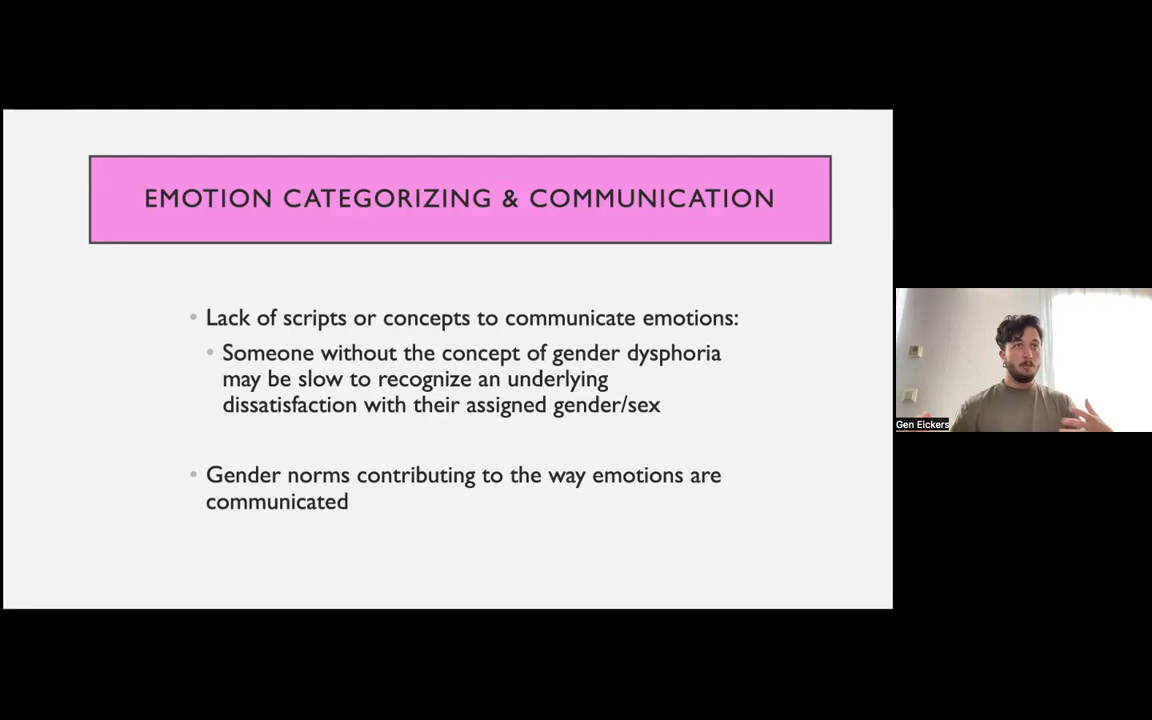 EMOTION CATEGORIZING & COMMUNICATION
• Lack of scripts or concepts to communicate emotions:
• Someone without the concept of gender dysphoria
may be slow to recognize an underlying
dissatisfaction with their assigned gender/sex
• Gender norms contributing to the way emotions are
communicated
Gen Eickers